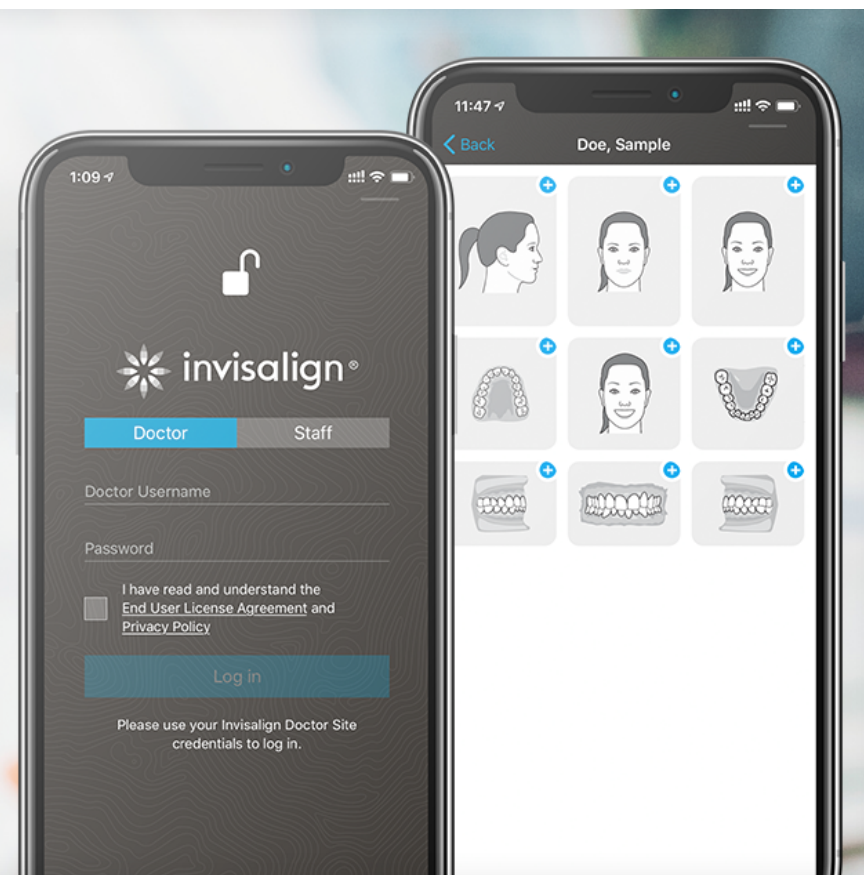 1:09
invisalign®
Doctor Staff
Doctor Username
Password
I have read and understand the
End User License Agreement and
Privacy Policy
Log in
Please use your Invisalign Doctor Site
credentials to log in.
11:47
Back Doe, Sample